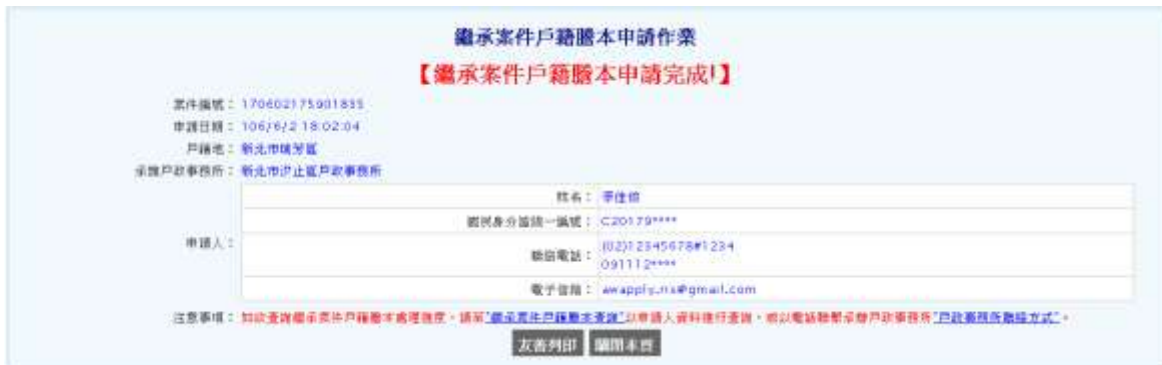 繼承案件戶籍謄本申請作業
【繼承案件戶籍謄本申請完成!】
案件編號：170602175901835
申請日期：106/6/2 18:02:04
戶籍地：新北市瑞芳區
承辦戶政事務所：新北市汐止區戶政事務所
申請人：
姓名：
國民身分證統一編號：C20179****
聯絡電話：(02)12345678#1234
091112****
電子信箱：awapply.ris@gmail.com
注意事項：如欲查詢繼承案件戶籍謄本處理進度，請至"繼承案件戶籍謄本查詢"以申請人資料進行查詢，或以電話聯繫承辦戶政事務所"戶政事務所聯絡方式"。
友善列印 關閉本頁